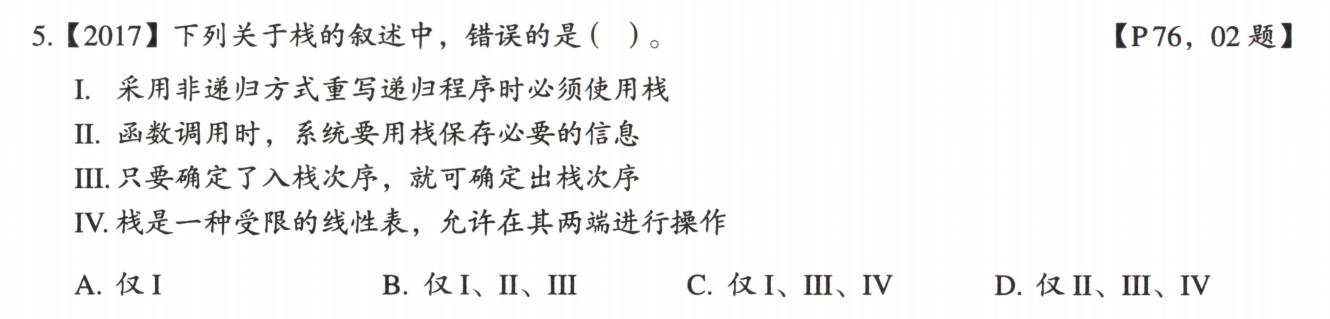 5.【2017】下列关于栈的叙述中，错误的是（ ）。 【P76，02 题】
I. 采用非递归方式重写递归程序时必须使用栈
II. 函数调用时，系统要用栈保存必要的信息
III. 只要确定了入栈次序，就可确定出栈次序
IV. 栈是一种受限的线性表，允许在其两端进行操作
A. 仅 I B. 仅 I、II、III C. 仅 I、III、IV D. 仅 II、III、IV